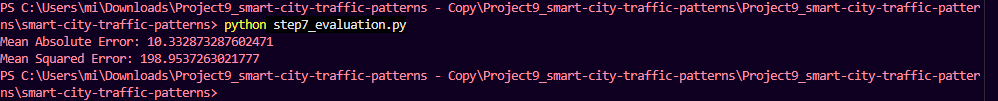 PS C:\Users\mi\Downloads\Project9_smart-city-traffic-patterns - Copy\Project9_smart-city-traffic-patterns\Project9_smart-city-traffic-patter
ns\smart-city-traffic-patterns> python step7_evaluation.py
Mean Absolute Error: 10.332873287602471
Mean Squared Error: 198.9537263021777
PS C:\Users\mi\Downloads\Project9_smart-city-traffic-patterns - Copy\Project9_smart-city-traffic-patterns\Project9_smart-city-traffic-patter
ns\smart-city-traffic-patterns>